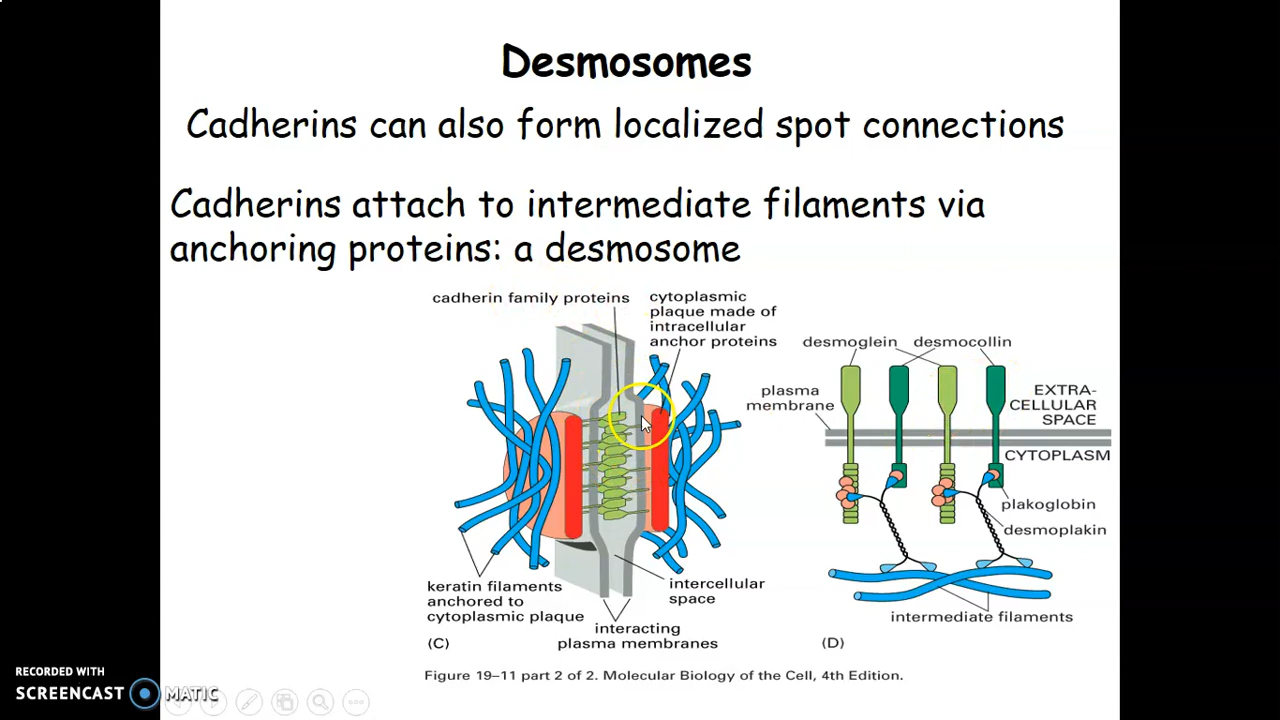 Desmosomes
Cadherins can also form localized spot connections
Cadherins attach to intermediate filaments via
anchoring proteins: a desmosome
cadherin family proteins
cytoplasmic
plaque made of
intracellular
anchor proteins
keratin filaments
anchored to
cytoplasmic plaque
intercellular
space
interacting
plasma membranes
(C)
desmoglein
desmocollin
plasma
membrane
EXTRA-
CELLULAR
SPACE
CYTOPLASM
plakoglobin
desmoplakin
intermediate filaments
(D)
Figure 19–11 part 2 of 2. Molecular Biology of the Cell, 4th Edition.
RECORDED WITH
SCREENCAST MATIC